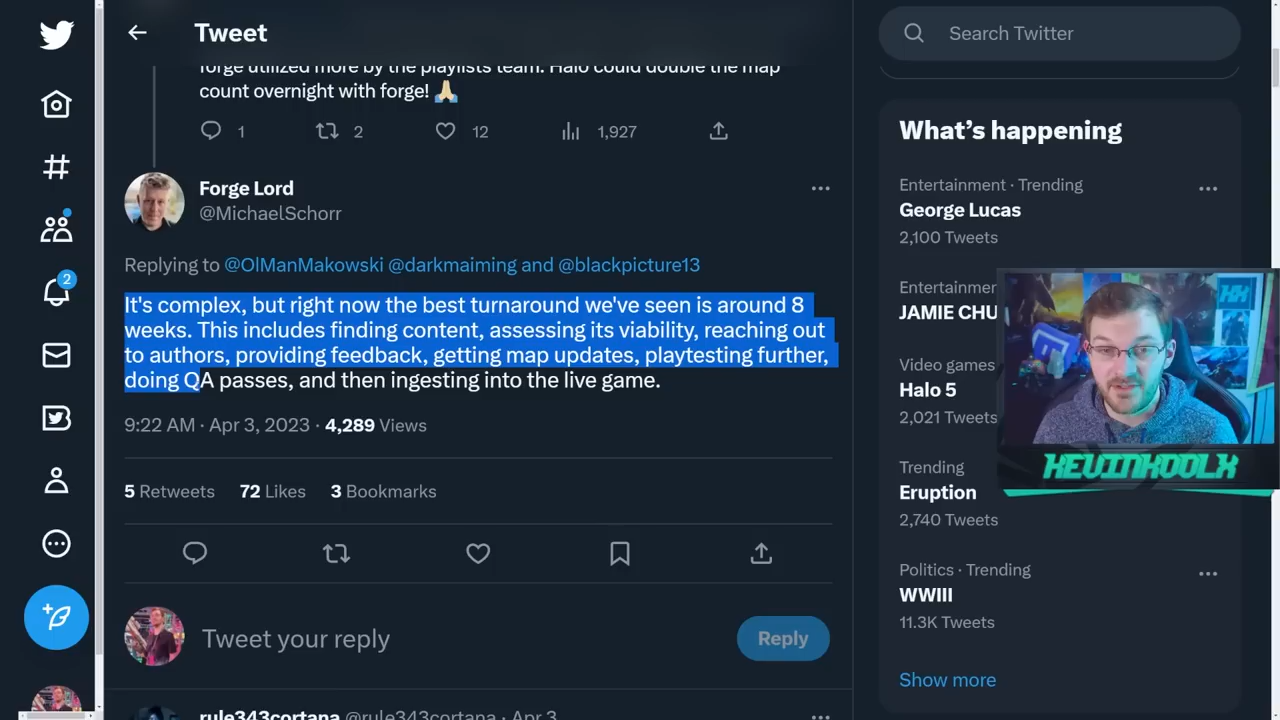 Tweet
forge utilized more by the playlists team. Halo could double the map
count overnight with forge! 🙏🏼
1 2 12 1,927
Forge Lord
@MichaelSchorr
Replying to @OlManMakowski @darkmaiming and @blackpicture13
It's complex, but right now the best turnaround we've seen is around 8
weeks. This includes finding content, assessing its viability, reaching out
to authors, providing feedback, getting map updates, playtesting further,
doing QA passes, and then ingesting into the live game.
9:22 AM · Apr 3, 2023 · 4,289 Views
5 Retweets 72 Likes 3 Bookmarks
Tweet your reply
Reply
rule343cortana @rule343cortana · Apr 3
2
Search Twitter
What's happening
Entertainment · Trending
George Lucas
2,100 Tweets
Entertainmen
JAMIE CHU
Video games
Halo 5
2,021 Tweets
Trending
Eruption
2,740 Tweets
Politics · Trending
WWIII
11.3K Tweets
Show more
KEVINKOOLX